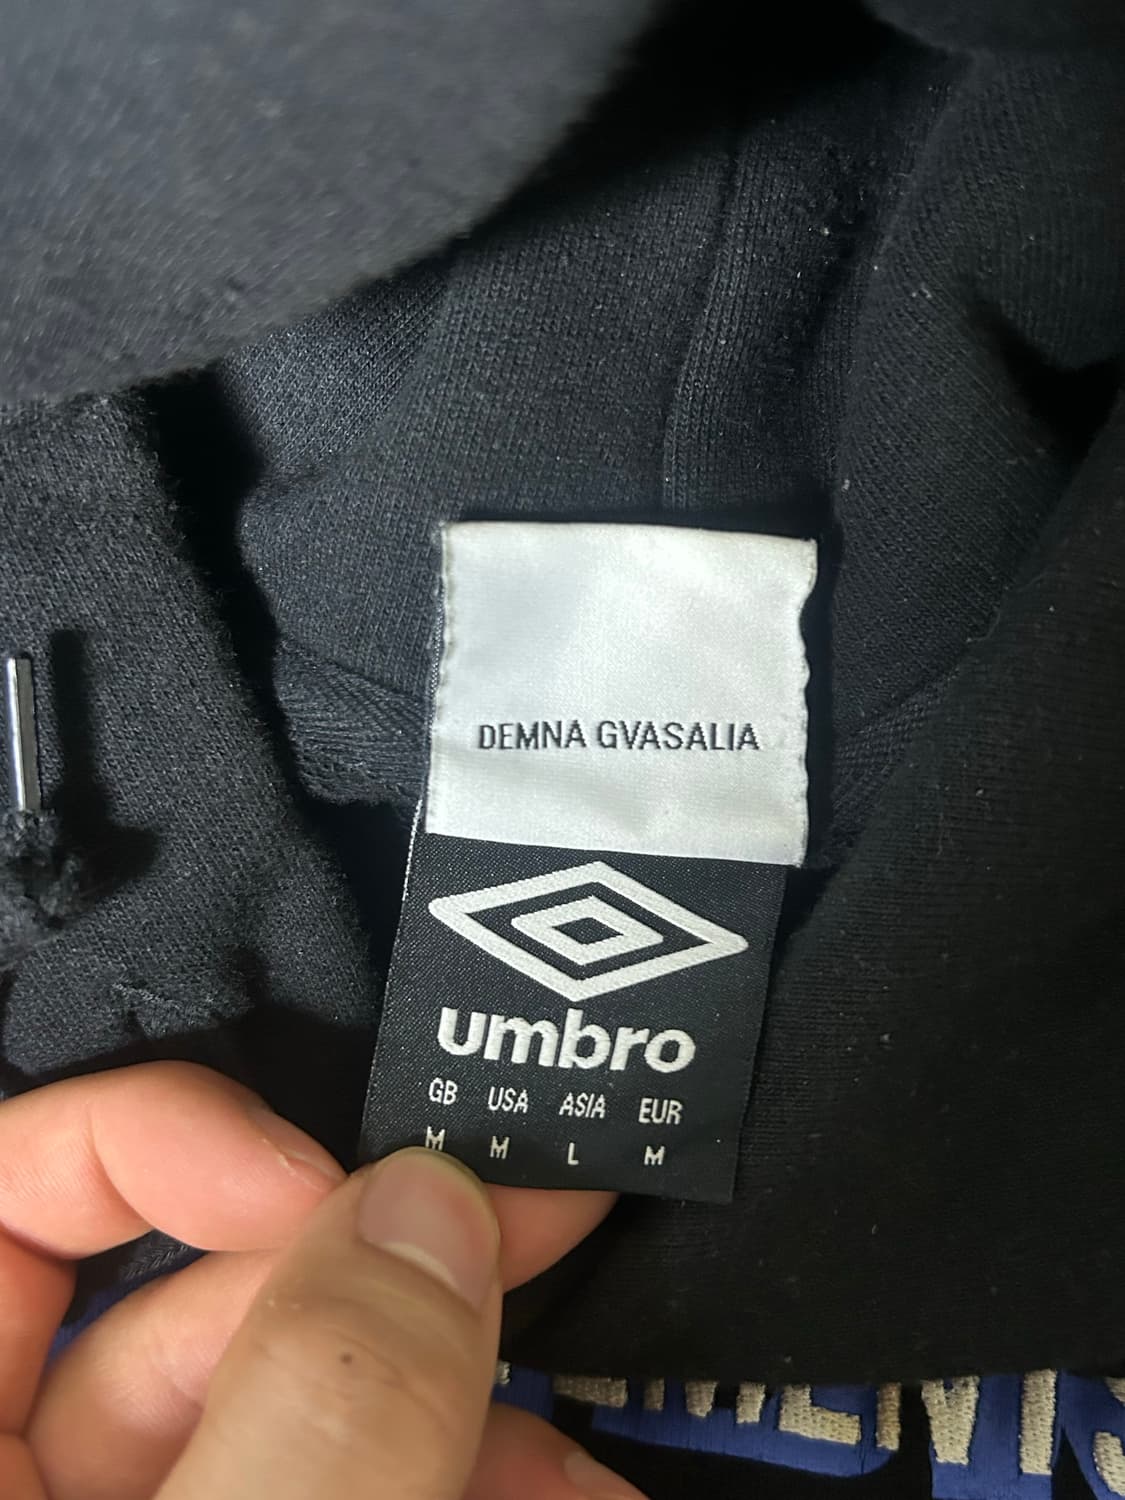 DEMNA GVASALIA
umbro
GB USA ASIA EUR
M M L M